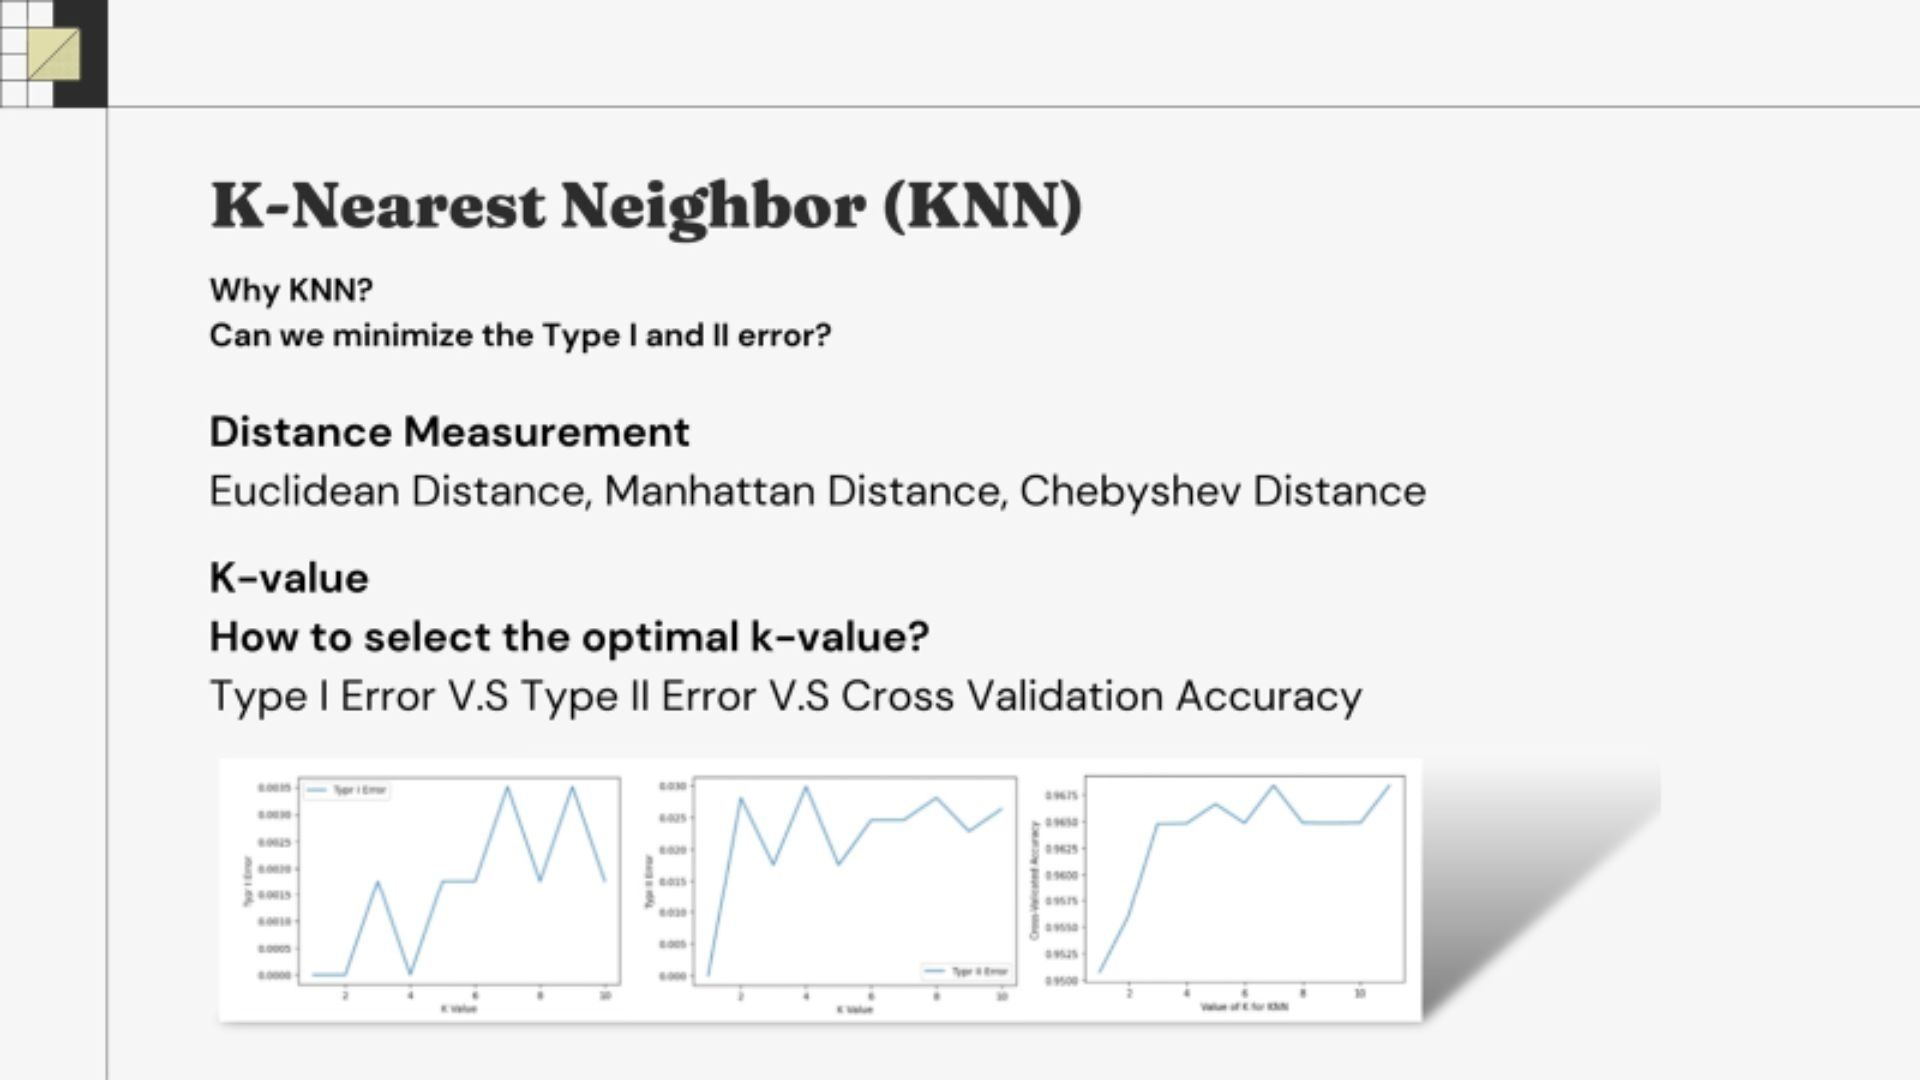 K-Nearest Neighbor (KNN)
Why KNN?
Can we minimize the Type I and II error?
Distance Measurement
Euclidean Distance, Manhattan Distance, Chebyshev Distance
K-value
How to select the optimal k-value?
Type I Error V.S Type II Error V.S Cross Validation Accuracy
0.0035
0.0030
0.0025
0.0020
0.0015
0.0010
0.0005
0.0000
Typr I Error
Typr I Error
2 4 6 8 10
K Value
0.030
0.025
0.020
0.015
0.010
0.005
0.000
Typr II Error
Typr II Error
2 4 6 8 10
K Value
0.9675
0.9650
0.9625
0.9600
0.9575
0.9550
0.9525
0.9500
Cross-Validated Accuracy
2 4 6 8 10
Value of K for KNN